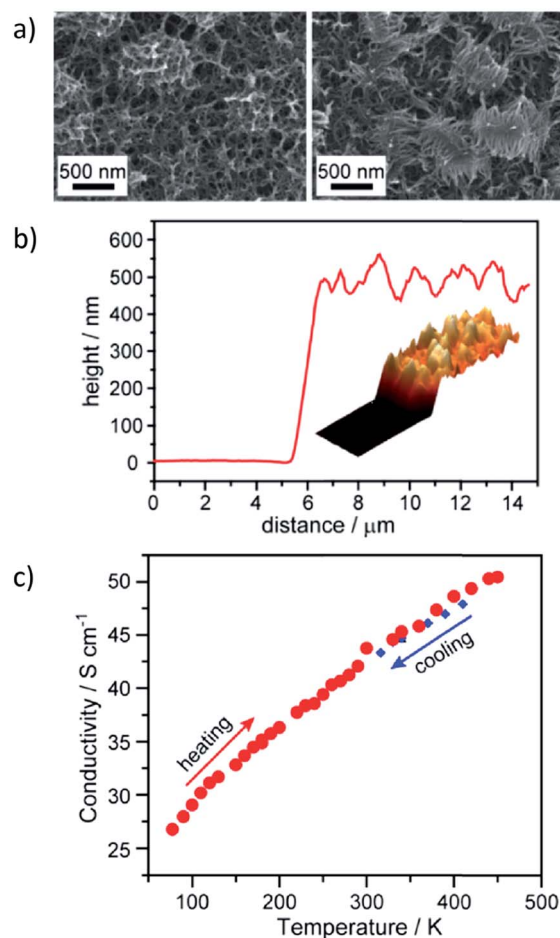 a)
500 nm
500 nm
b)
height / nm
600
500
400
300
200
100
0
0 2 4 6 8 10 12 14
distance / μm
c)
Conductivity / S cm⁻¹
50
45
40
35
30
25
heating
cooling
100 200 300 400 500
Temperature / K